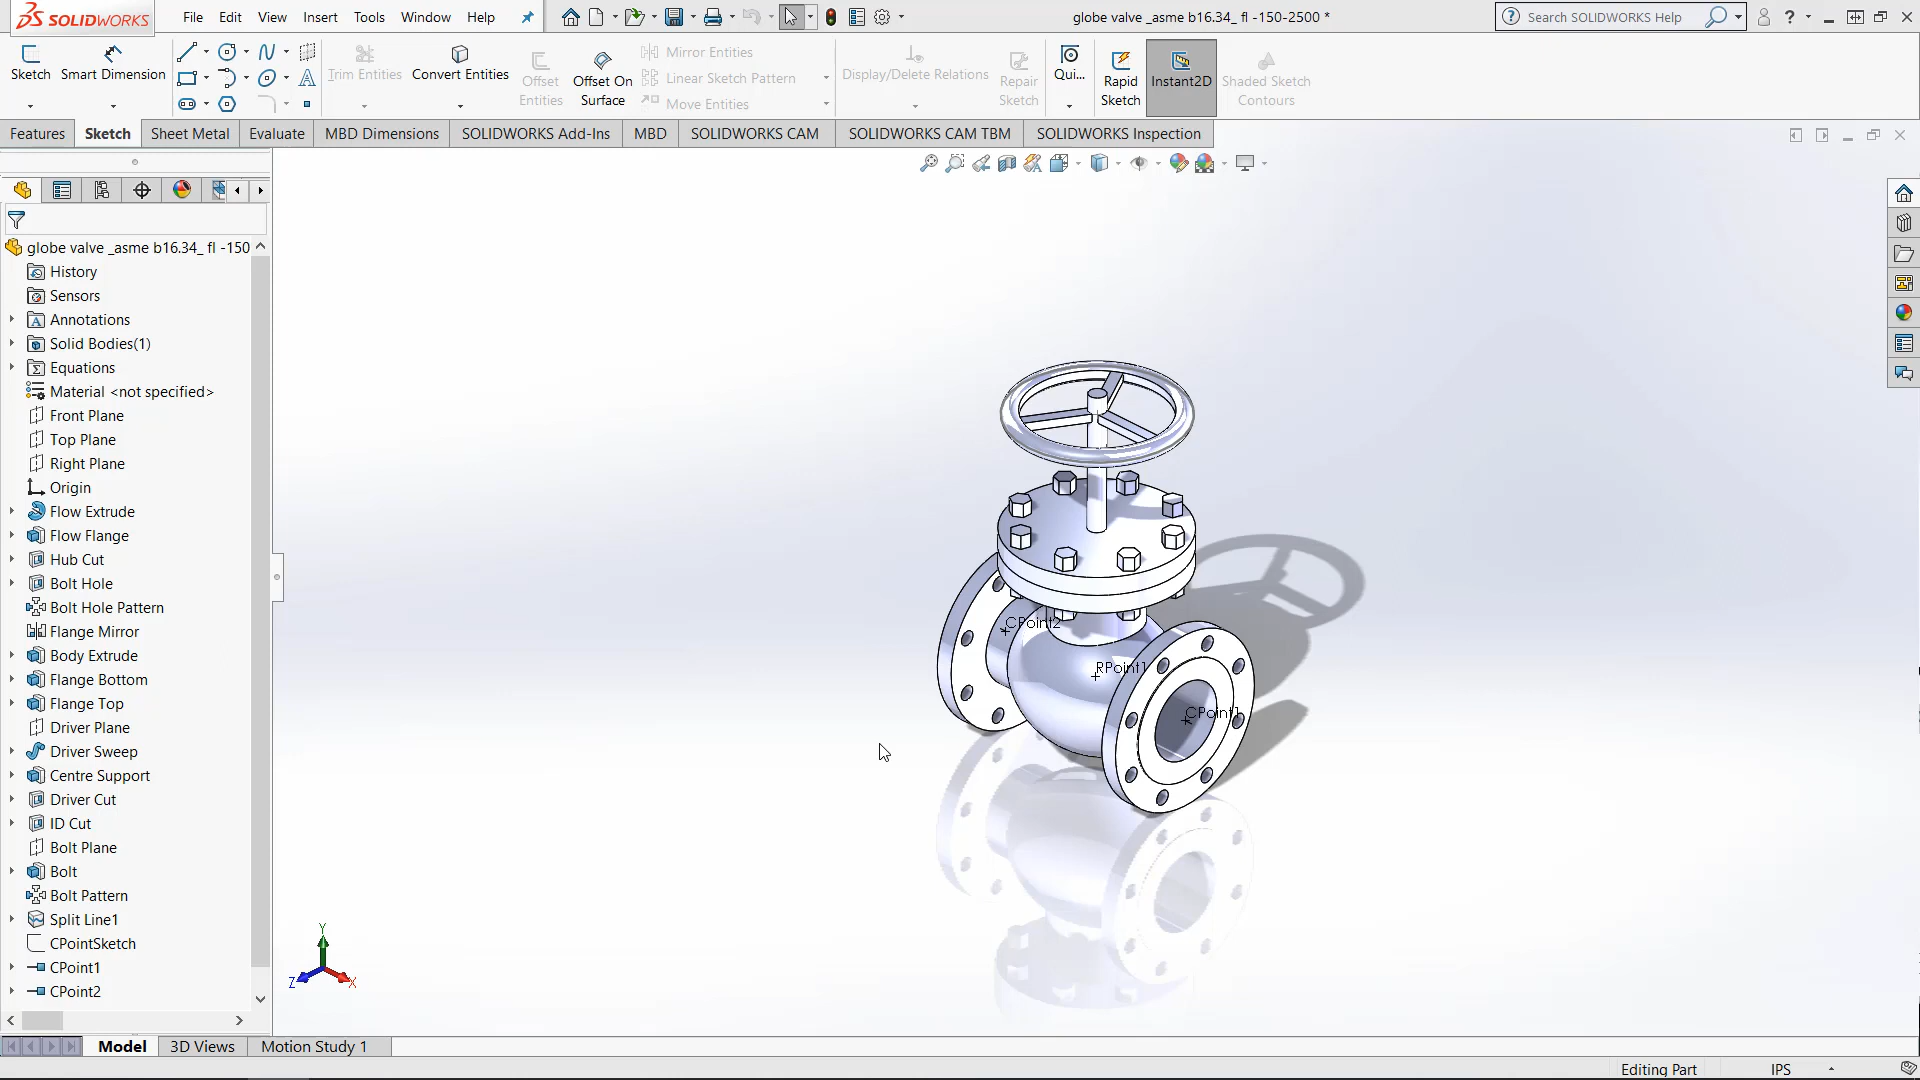 SOLIDWORKS
File Edit View Insert Tools Window Help
globe valve _asme b16.34_ fl -150-2500 *
Search SOLIDWORKS Help
?
Sketch
Smart Dimension
Trim Entities
Convert Entities
Offset
Entities
Offset On
Surface
Mirror Entities
Linear Sketch Pattern
Move Entities
Display/Delete Relations
Repair
Sketch
Qui...
Rapid
Sketch
Instant2D
Shaded Sketch
Contours
Features Sketch Sheet Metal Evaluate MBD Dimensions SOLIDWORKS Add-Ins MBD SOLIDWORKS CAM SOLIDWORKS CAM TBM SOLIDWORKS Inspection
globe valve _asme b16.34_ fl -150
History
Sensors
Annotations
Solid Bodies(1)
Equations
Material <not specified>
Front Plane
Top Plane
Right Plane
Origin
Flow Extrude
Flow Flange
Hub Cut
Bolt Hole
Bolt Hole Pattern
Flange Mirror
Body Extrude
Flange Bottom
Flange Top
Driver Plane
Driver Sweep
Centre Support
Driver Cut
ID Cut
Bolt Plane
Bolt
Bolt Pattern
Split Line1
CPointSketch
CPoint1
CPoint2
CPoint2
RPoint1
CPoint1
Y
Z
X
Model 3D Views Motion Study 1
Editing Part
IPS